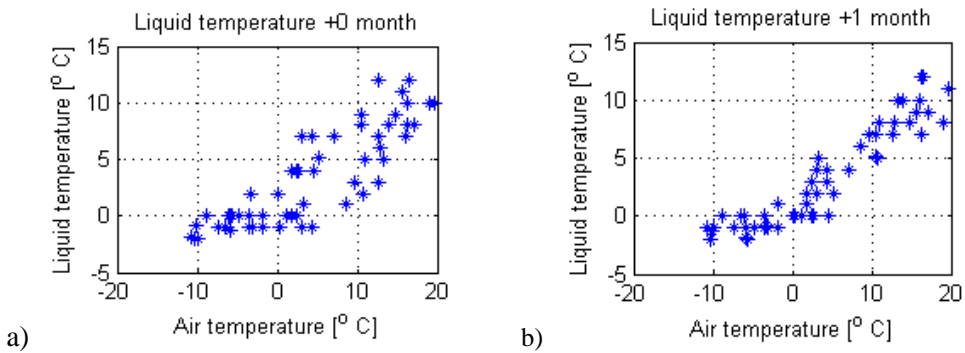 Liquid temperature +0 month
Liquid temperature [° C]
15
10
5
0
-5
-20
-10
0
10
20
Air temperature [° C]
a)
Liquid temperature +1 month
Liquid temperature [° C]
15
10
5
0
-5
-20
-10
0
10
20
Air temperature [° C]
b)